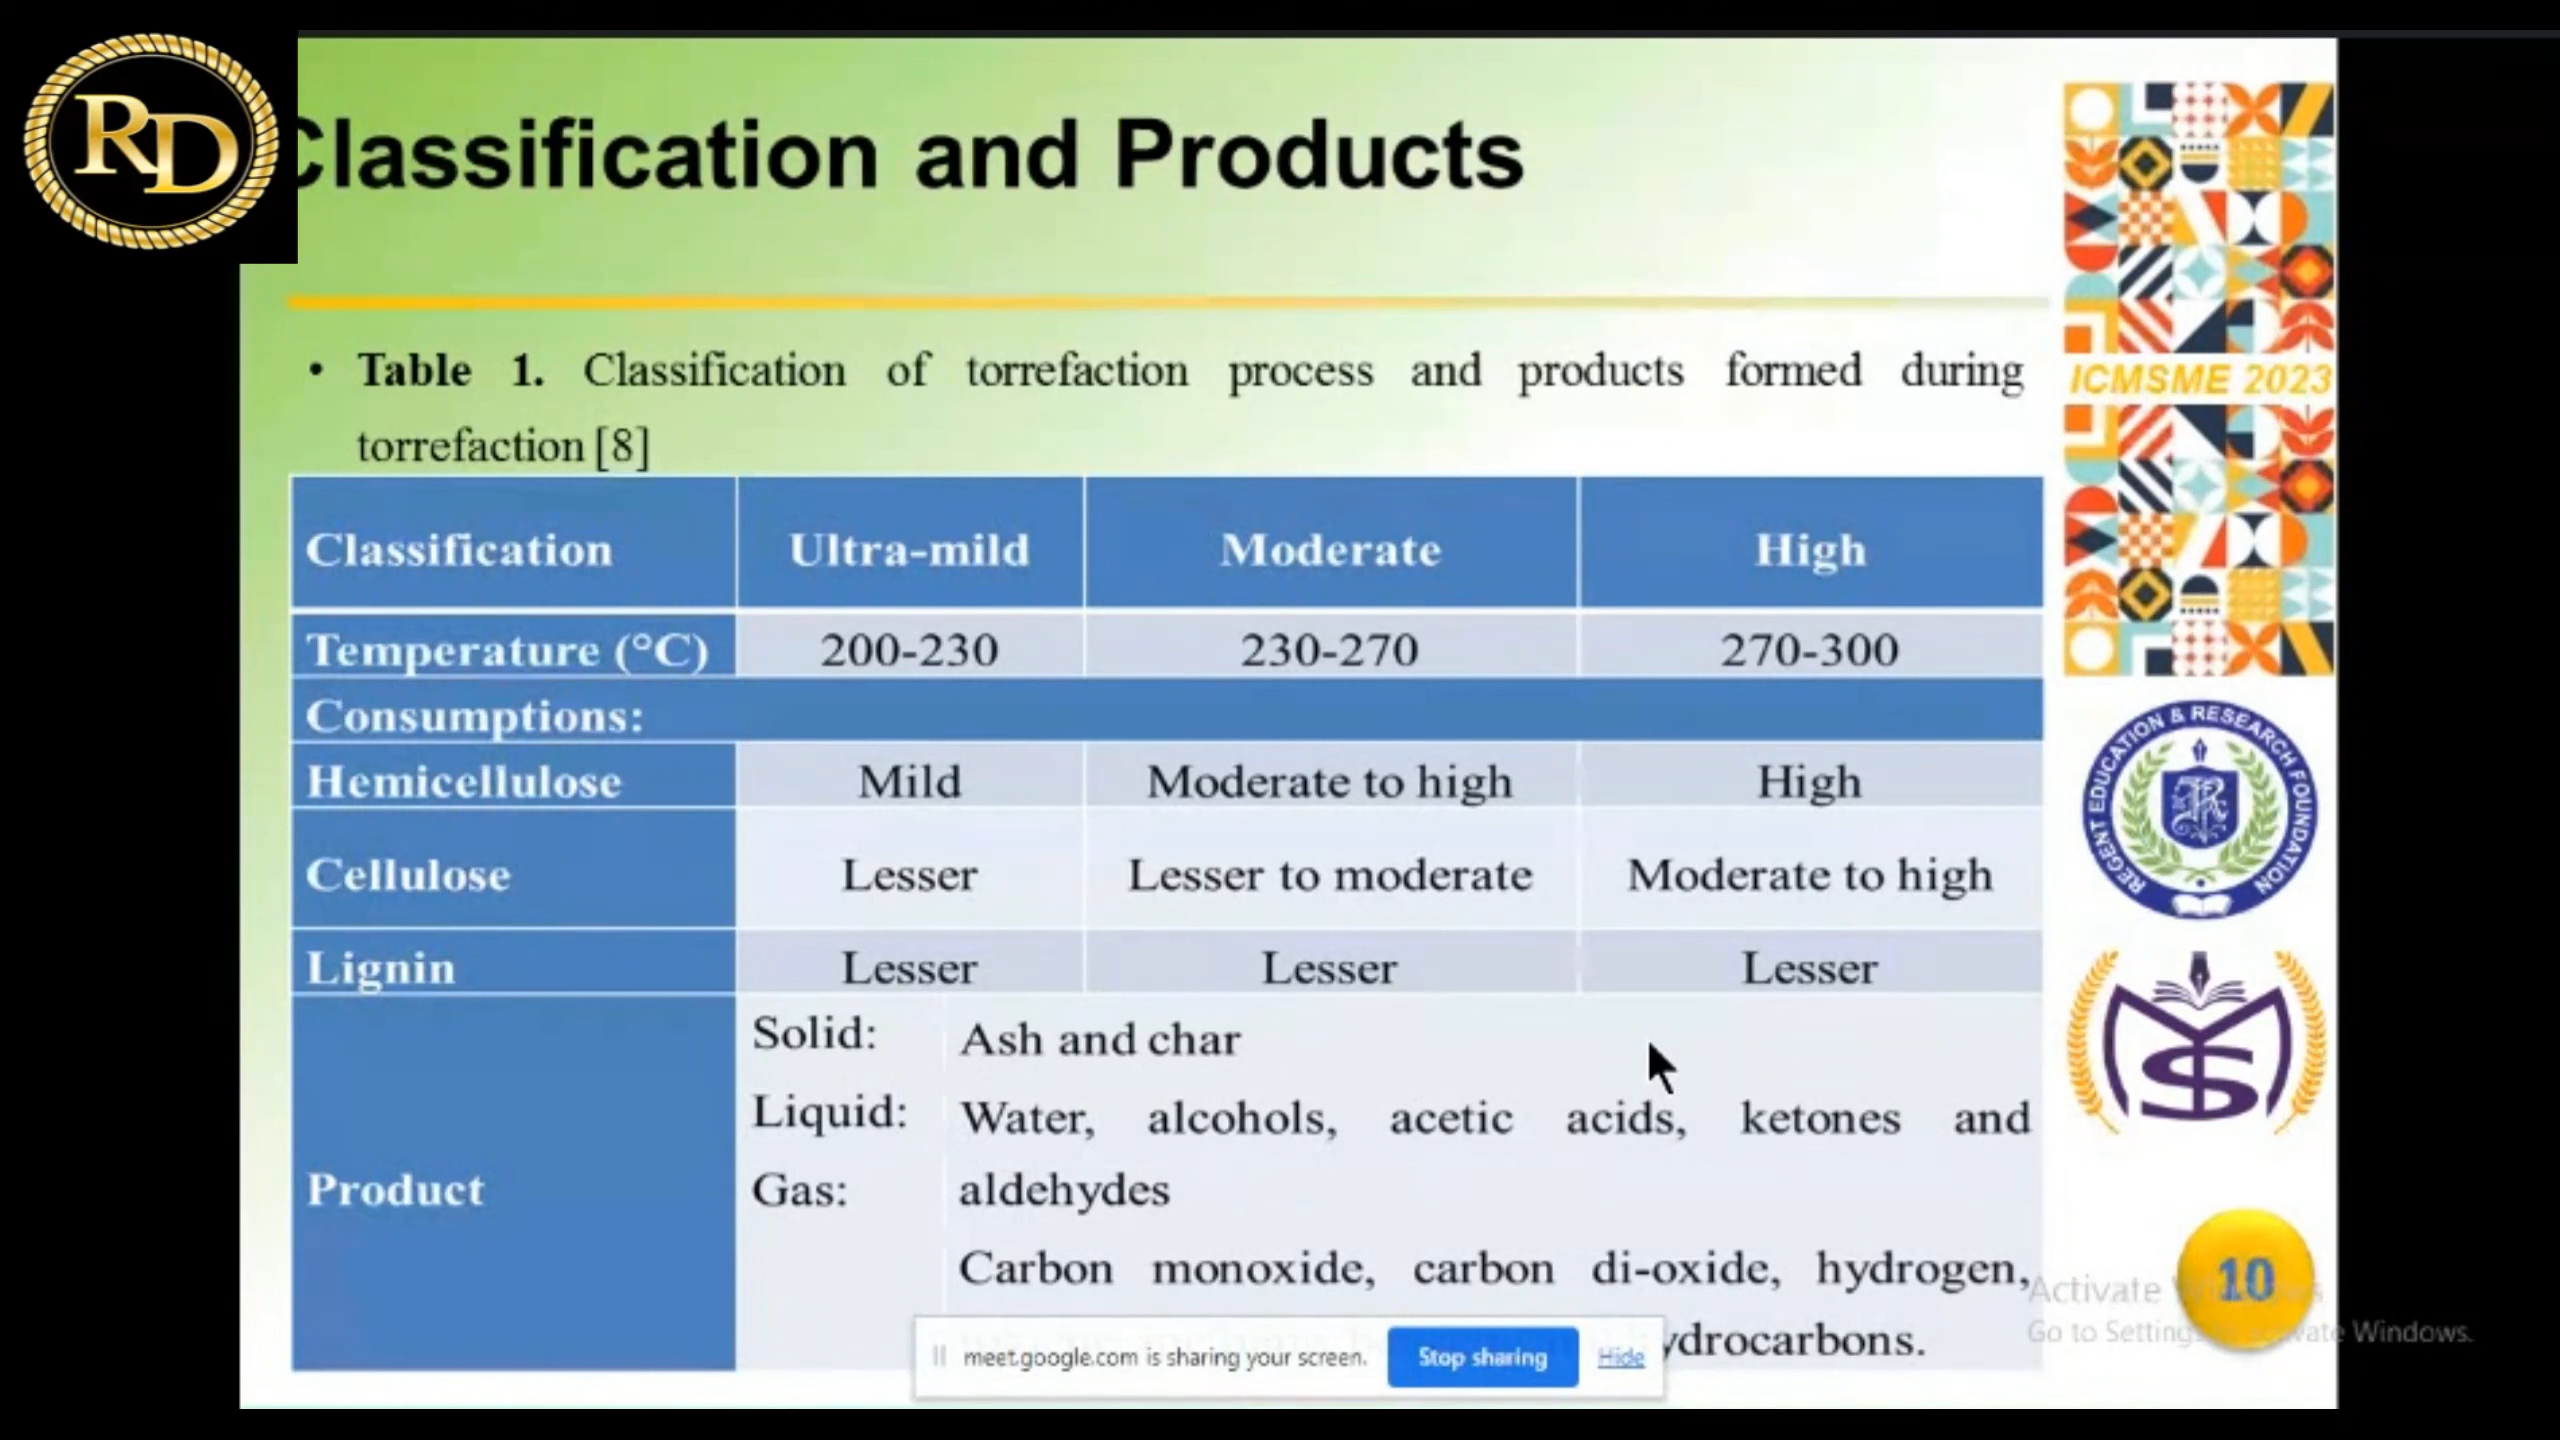 RD
Classification and Products
• Table 1. Classification of torrefaction process and products formed during
torrefaction [8]
Classification Ultra-mild Moderate High
Temperature (°C) 200-230 230-270 270-300
Consumptions:
Hemicellulose Mild Moderate to high High
Cellulose Lesser Lesser to moderate Moderate to high
Lignin Lesser Lesser Lesser
Product
Solid: Ash and char
Liquid: Water, alcohols, acetic acids, ketones and
Gas: aldehydes
Carbon monoxide, carbon di-oxide, hydrogen,
ydrocarbons.
meet.google.com is sharing your screen. Stop sharing Hide
ICMSME 2023
REGENT EDUCATION & RESEARCH FOUNDATION
10
Activate Windows
Go to Settings to activate Windows.